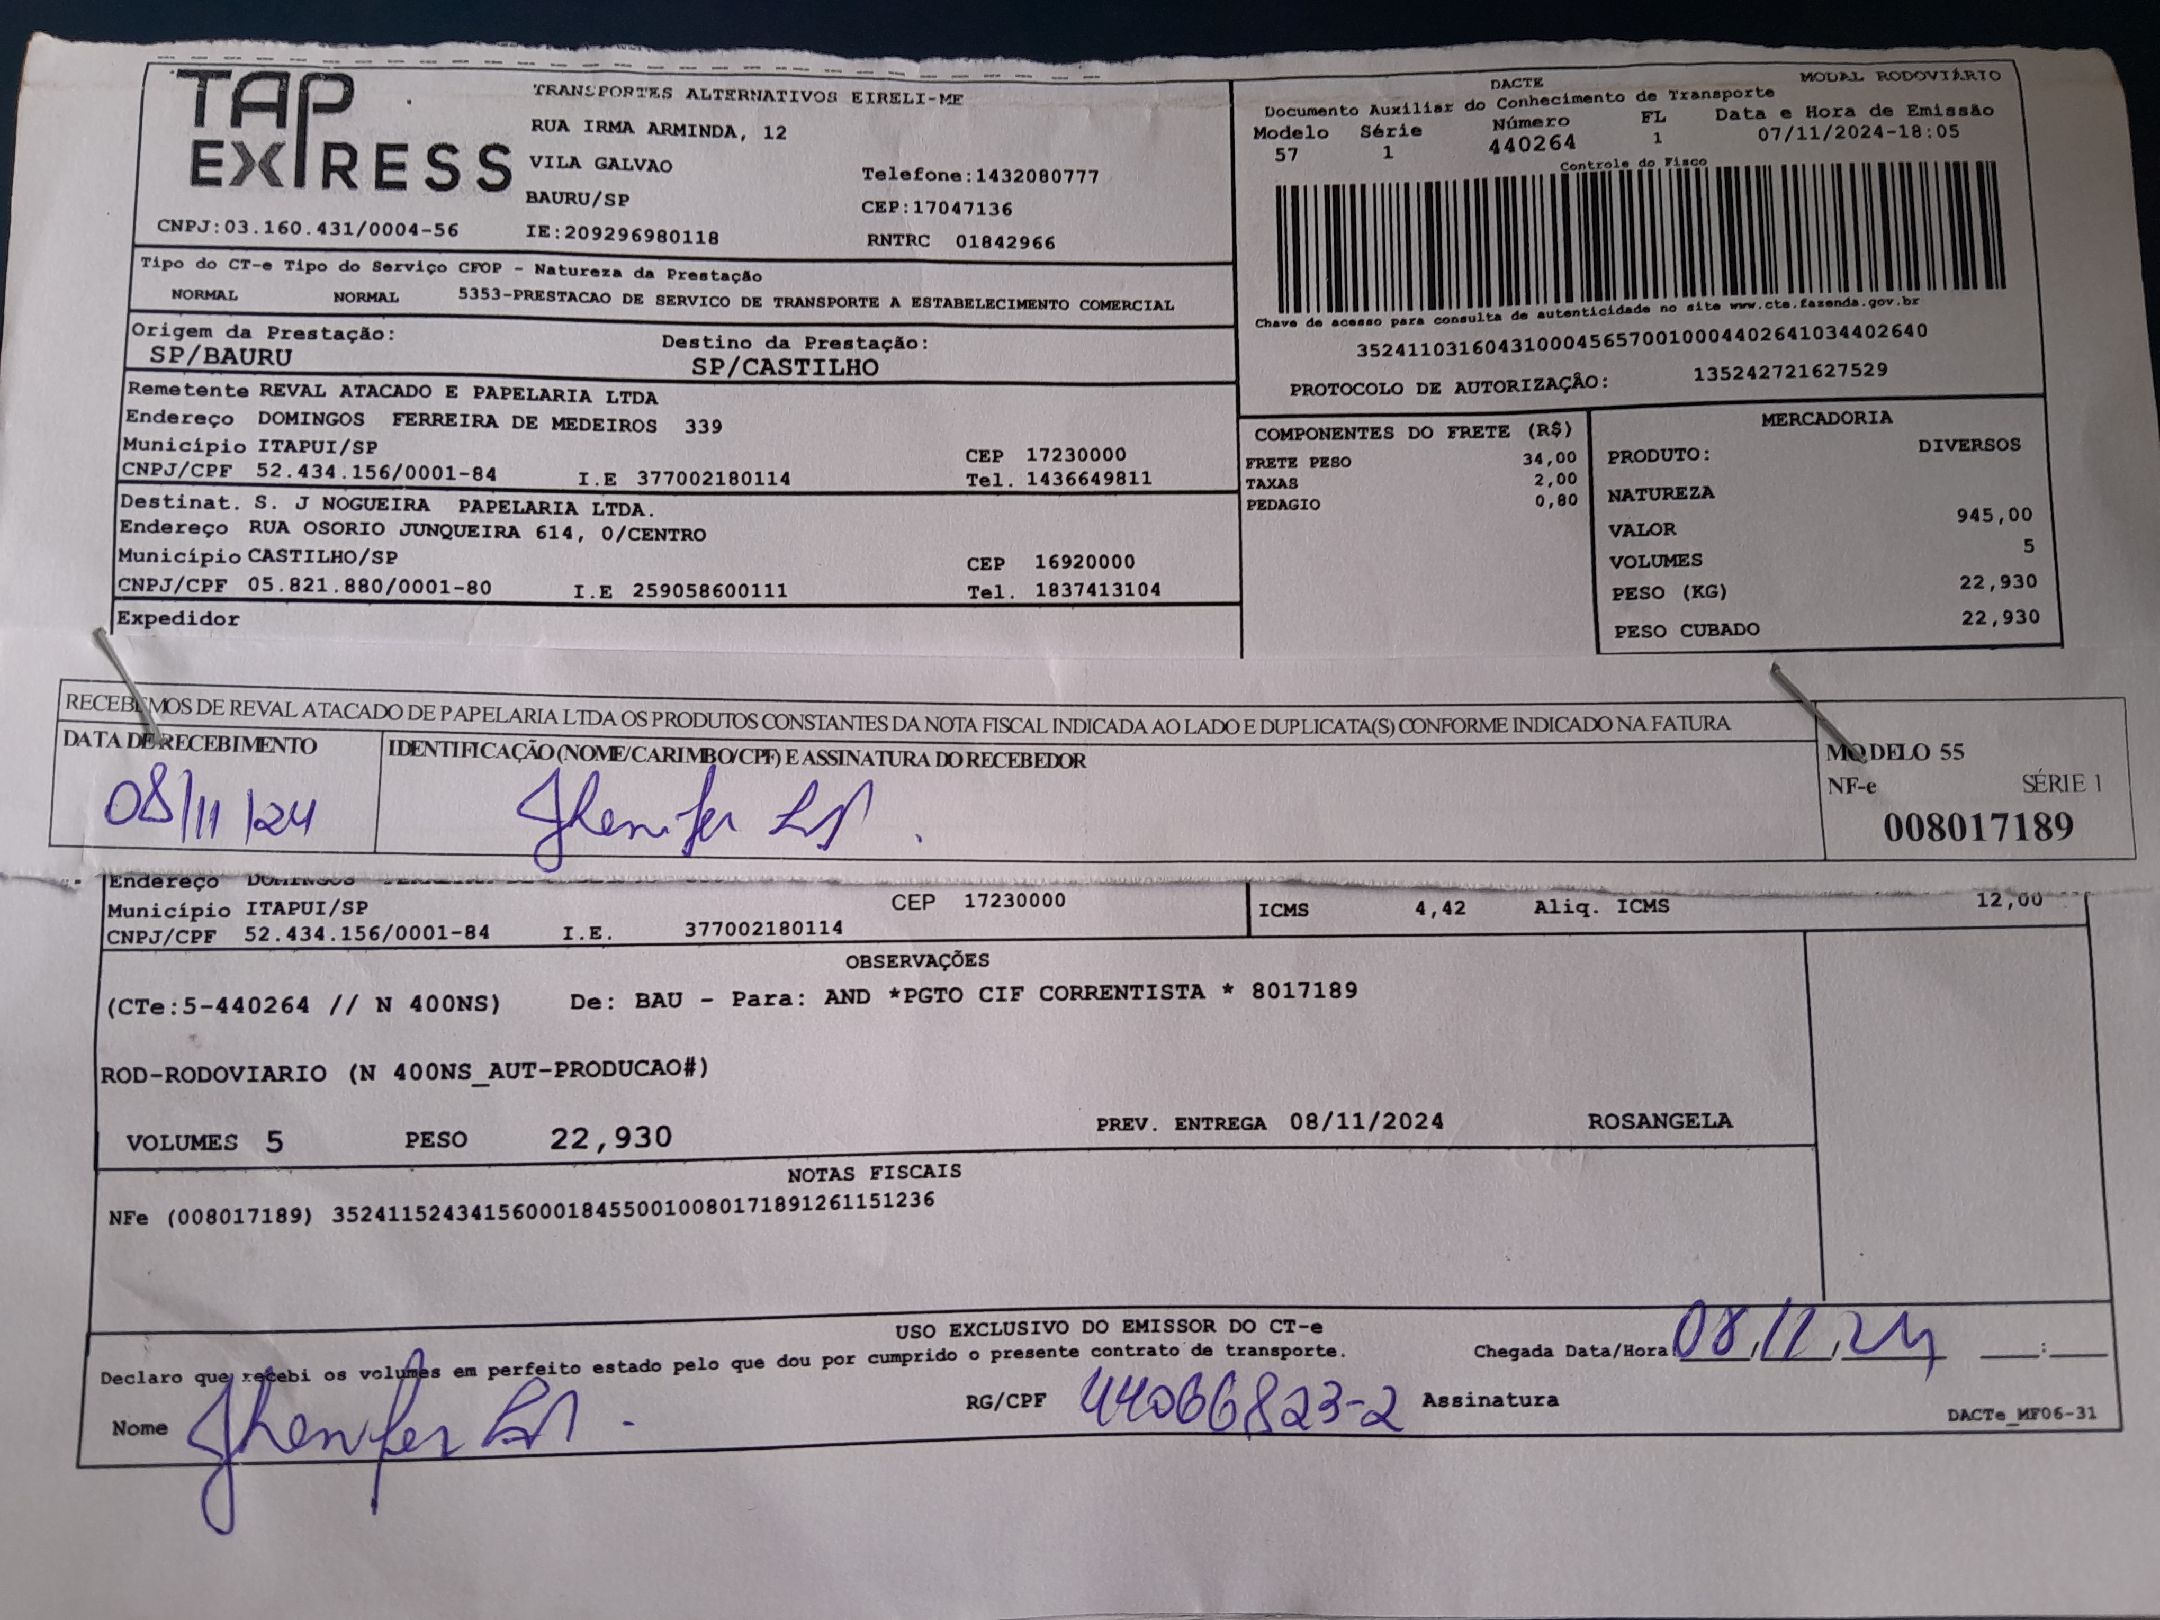 TAP EXPRESS
TRANSPORTES ALTERNATIVOS EIRELI-ME
RUA IRMA ARMINDA, 12
VILA GALVAO
Telefone:1432080777
BAURU/SP
CEP:17047136
CNPJ:03.160.431/0004-56
IE:209296980118
RNTRC 01842966
DACTE
MODAL RODOVIÁRIO
Documento Auxiliar do Conhecimento de Transporte
Modelo Série Número FL Data e Hora de Emissão
57 1 440264 1 07/11/2024-18:05
Controle do Fisco
Chave de acesso para consulta de autenticidade no site www.cte.fazenda.gov.br
35241103160431000456570010004402641034402640
PROTOCOLO DE AUTORIZAÇÃO: 135242721627529
Tipo do CT-e Tipo do Serviço CFOP - Natureza da Prestação
NORMAL NORMAL 5353-PRESTACAO DE SERVICO DE TRANSPORTE A ESTABELECIMENTO COMERCIAL
Origem da Prestação: Destino da Prestação:
SP/BAURU SP/CASTILHO
Remetente REVAL ATACADO E PAPELARIA LTDA
Endereço DOMINGOS FERREIRA DE MEDEIROS 339
Município ITAPUI/SP CEP 17230000
CNPJ/CPF 52.434.156/0001-84 I.E 377002180114 Tel. 1436649811
Destinat. S. J NOGUEIRA PAPELARIA LTDA.
Endereço RUA OSORIO JUNQUEIRA 614, 0/CENTRO
Município CASTILHO/SP CEP 16920000
CNPJ/CPF 05.821.880/0001-80 I.E 259058600111 Tel. 1837413104
Expedidor
COMPONENTES DO FRETE (R$)
FRETE PESO 34,00
TAXAS 2,00
PEDAGIO 0,80
MERCADORIA
PRODUTO: DIVERSOS
NATUREZA
VALOR 945,00
VOLUMES 5
PESO (KG) 22,930
PESO CUBADO 22,930
RECEBEMOS DE REVAL ATACADO DE PAPELARIA LTDA OS PRODUTOS CONSTANTES DA NOTA FISCAL INDICADA AO LADO E DUPLICATA(S) CONFORME INDICADO NA FATURA
DATA DE RECEBIMENTO
IDENTIFICAÇÃO (NOME/CARIMBO/CPF) E ASSINATURA DO RECEBEDOR
08/11/24
Jhenifer
MODELO 55
NF-e SÉRIE 1
008017189
Endereço DOMINGOS
Município ITAPUI/SP CEP 17230000
CNPJ/CPF 52.434.156/0001-84 I.E. 377002180114
ICMS 4,42 Aliq. ICMS 12,00
OBSERVAÇÕES
(CTe:5-440264 // N 400NS) De: BAU - Para: AND *PGTO CIF CORRENTISTA * 8017189
ROD-RODOVIARIO (N 400NS_AUT-PRODUCAO#)
VOLUMES 5 PESO 22,930 PREV. ENTREGA 08/11/2024 ROSANGELA
NOTAS FISCAIS
NFe (008017189) 35241152434156000184550010080171891261151236
USO EXCLUSIVO DO EMISSOR DO CT-e
Declaro que recebi os volumes em perfeito estado pelo que dou por cumprido o presente contrato de transporte.
Chegada Data/Hora 08/11/24 :
Nome Jhenifer
RG/CPF 44066823-2 Assinatura
DACTe_MF06-31